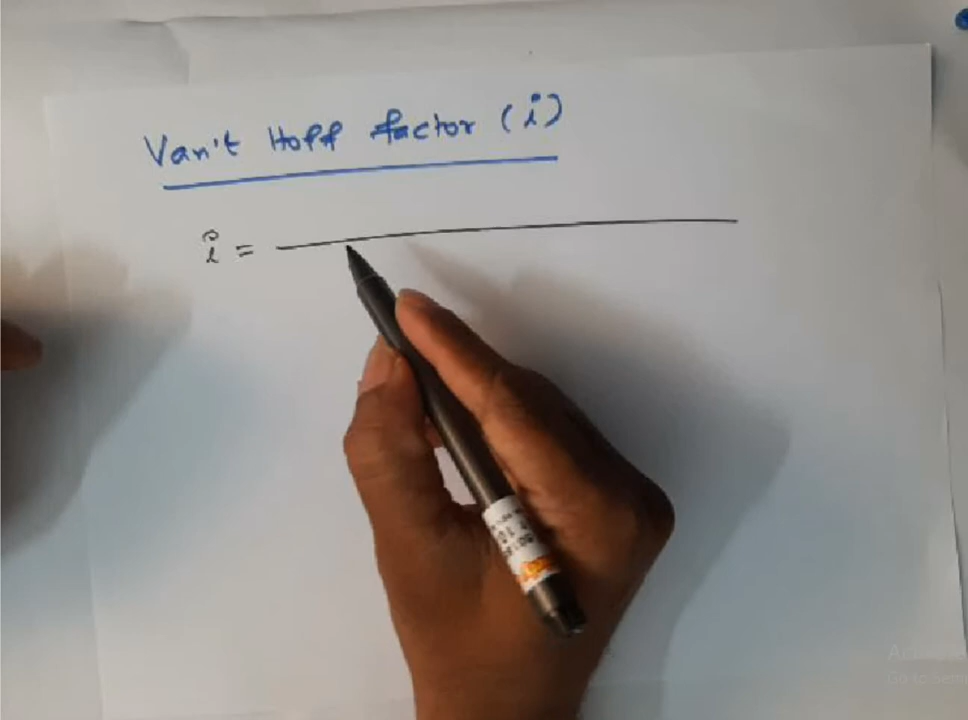 Van't Hoff factor (i)
i =